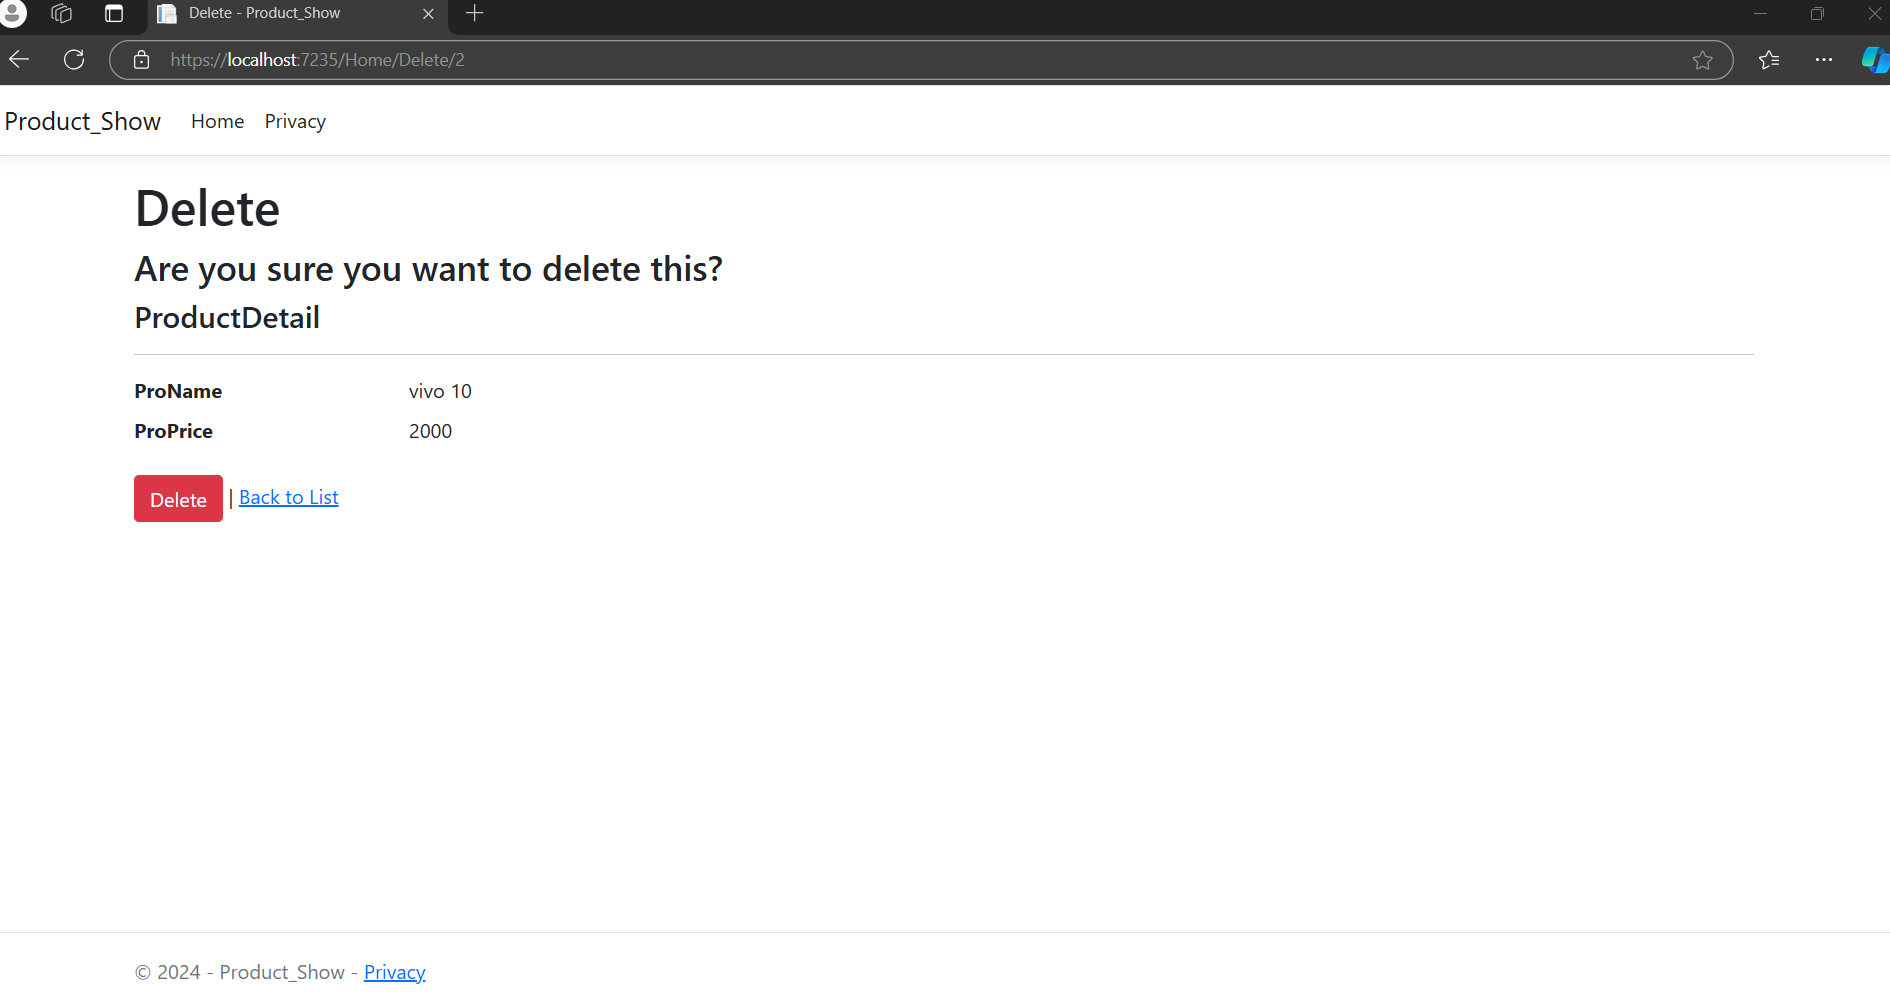 Delete - Product_Show
https://localhost:7235/Home/Delete/2
Product_Show Home Privacy
Delete
Are you sure you want to delete this?
ProductDetail
ProName vivo 10
ProPrice 2000
Delete | Back to List
© 2024 - Product_Show - Privacy